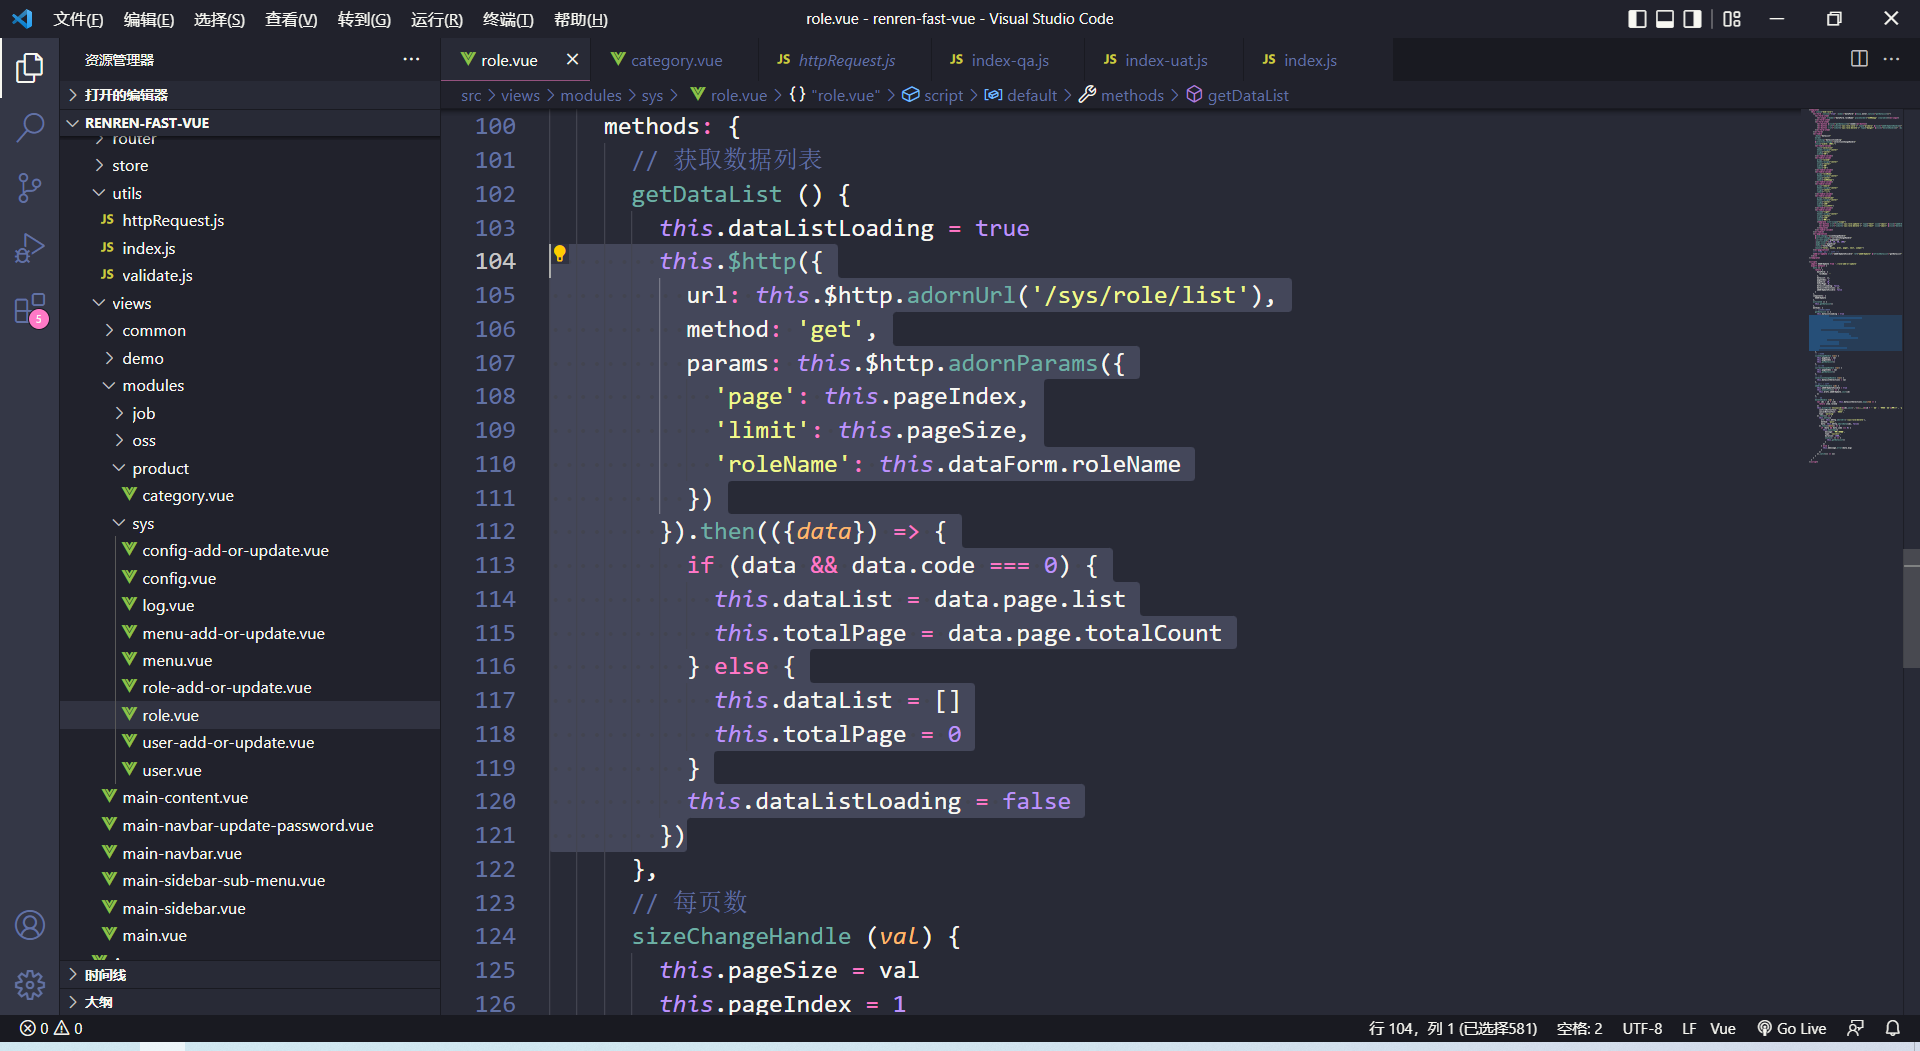 文件(F) 编辑(E) 选择(S) 查看(V) 转到(G) 运行(R) 终端(T) 帮助(H)
role.vue - renren-fast-vue - Visual Studio Code
资源管理器
打开的编辑器
RENREN-FAST-VUE
router
store
utils
JS httpRequest.js
JS index.js
JS validate.js
views
common
demo
modules
job
oss
product
category.vue
sys
config-add-or-update.vue
config.vue
log.vue
menu-add-or-update.vue
menu.vue
role-add-or-update.vue
role.vue
user-add-or-update.vue
user.vue
main-content.vue
main-navbar-update-password.vue
main-navbar.vue
main-sidebar-sub-menu.vue
main-sidebar.vue
main.vue
时间线
大纲
5
role.vue category.vue JS httpRequest.js JS index-qa.js JS index-uat.js JS index.js
src > views > modules > sys > role.vue > {} "role.vue" > script > default > methods > getDataList
100 methods: {
101 // 获取数据列表
102 getDataList () {
103 this.dataListLoading = true
104 this.$http({
105 url: this.$http.adornUrl('/sys/role/list'),
106 method: 'get',
107 params: this.$http.adornParams({
108 'page': this.pageIndex,
109 'limit': this.pageSize,
110 'roleName': this.dataForm.roleName
111 })
112 }).then(({data}) => {
113 if (data && data.code === 0) {
114 this.dataList = data.page.list
115 this.totalPage = data.page.totalCount
116 } else {
117 this.dataList = []
118 this.totalPage = 0
119 }
120 this.dataListLoading = false
121 })
122 },
123 // 每页数
124 sizeChangeHandle (val) {
125 this.pageSize = val
126 this.pageIndex = 1
0 0
行 104，列 1 (已选择581) 空格: 2 UTF-8 LF Vue Go Live